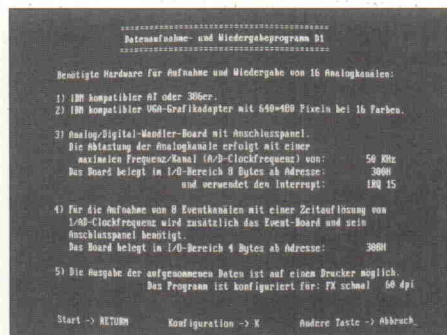 Datenaufnahme- und Wiedergabeprogramm D1
Benötigte Hardware für Aufnahme und Wiedergabe von 16 Analogkanälen:
1) IBM kompatibler AT oder 386er.
2) IBM kompatibler VGA-Grafikadapter mit 640*480 Pixeln bei 16 Farben.
3) Analog/Digital-Wandler-Board mit Anschlusspanel.
Die Abtastung der Analogkanäle erfolgt mit einer
maximalen Frequenz/Kanal (A/D-Clockfrequenz) von: 50 KHz
Das Board belegt im I/O-Bereich 8 Bytes ab Adresse: 300H
und verwendet den Interrupt: IRQ 15
4) Für die Aufnahme von 8 Eventkanälen mit einer Zeitauflösung von
1/AD-Clockfrequenz wird zusätzlich das Event-Board und sein
Anschlusspanel benötigt.
Das Board belegt im I/O-Bereich 4 Bytes ab Adresse: 308H
5) Die Ausgabe der aufgenommenen Daten ist auf einem Drucker möglich.
Das Programm ist konfiguriert für: FX schmal 60 dpi
Start -> RETURN Konfiguration -> K Andere Taste -> Abbruch_